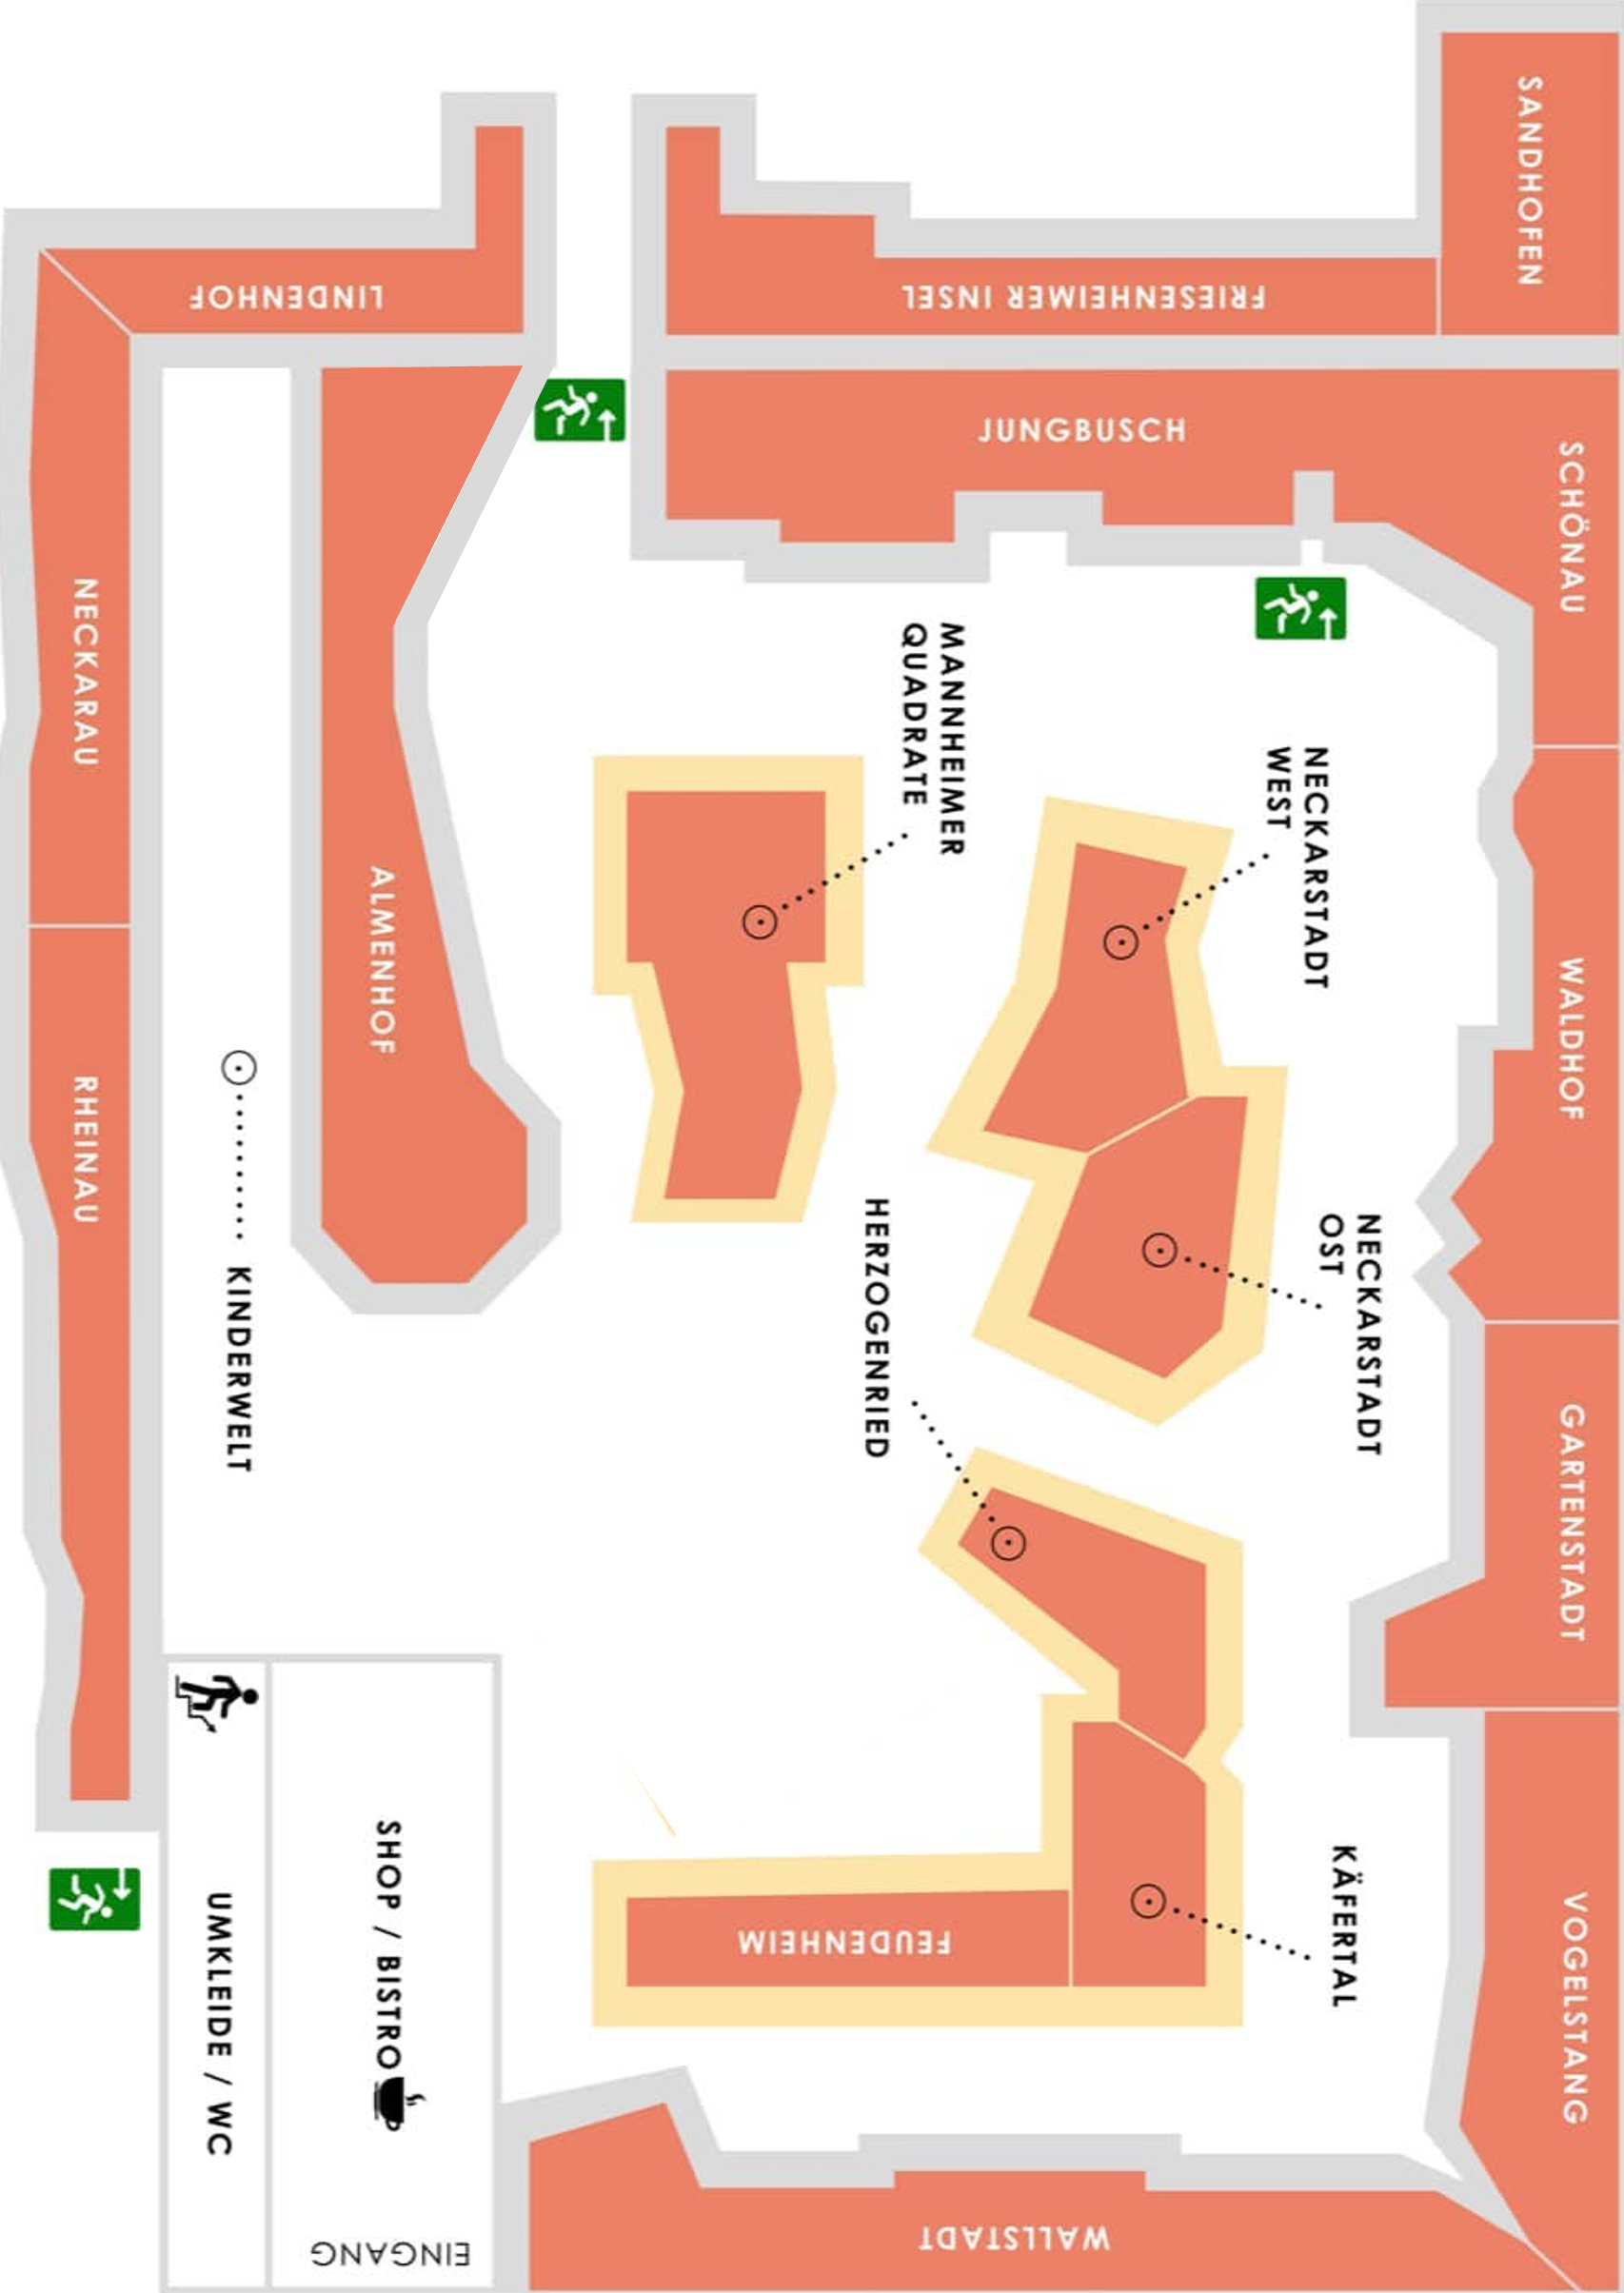 SANDHOFEN
LINDENHOF
FRIESENHEIMER INSEL
JUNGBUSCH
SCHÖNAU
NECKARAU
MANNHEIMER
QUADRATE
NECKARSTADT
WEST
ALMENHOF
WALDHOF
RHEINAU
KINDERWELT
HERZOGENRIED
NECKARSTADT
OST
GARTENSTADT
SHOP / BISTRO
UMKLEIDE / WC
FEUDENHEIM
KÄFERTAL
VOGELSTANG
EINGANG
WALLSTADT